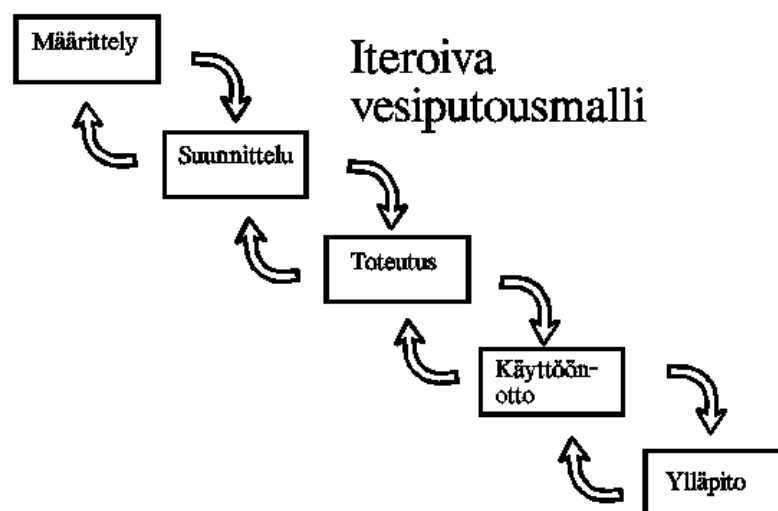 Määrittely
Iteroiva
vesiputousmalli
Suunnittelu
Toteutus
Käyttöön-
otto
Ylläpito